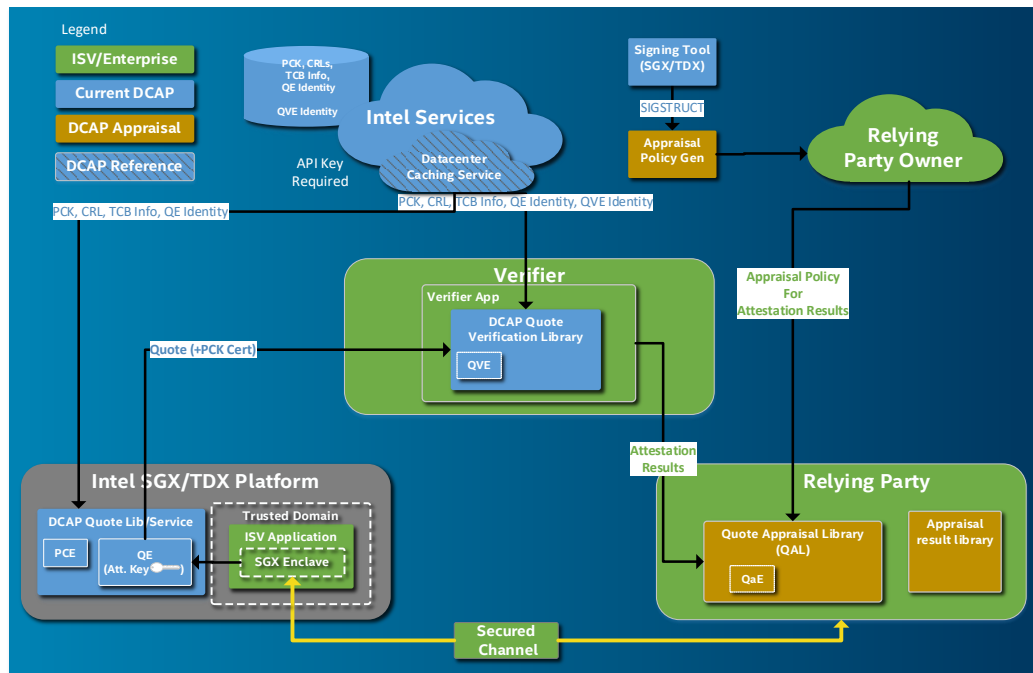 Legend
ISV/Enterprise
Current DCAP
DCAP Appraisal
DCAP Reference
PCK, CRLs,
TCB Info,
QE Identity
QVE Identity
Intel Services
API Key
Required
Datacenter
Caching Service
Signing Tool
(SGX/TDX)
SIGSTRUCT
Appraisal
Policy Gen
Relying
Party Owner
PCK, CRL, TCB Info, QE Identity
PCK, CRL, TCB Info, QE Identity, QVE Identity
Verifier
Verifier App
DCAP Quote
Verification Library
QVE
Appraisal Policy
For
Attestation Results
Quote (+PCK Cert)
Attestation
Results
Intel SGX/TDX Platform
DCAP Quote Lib/Service
PCE
QE
(Att. Key )
Trusted Domain
ISV Application
SGX Enclave
Relying Party
Quote Appraisal Library
(QAL)
QaE
Appraisal
result library
Secured
Channel